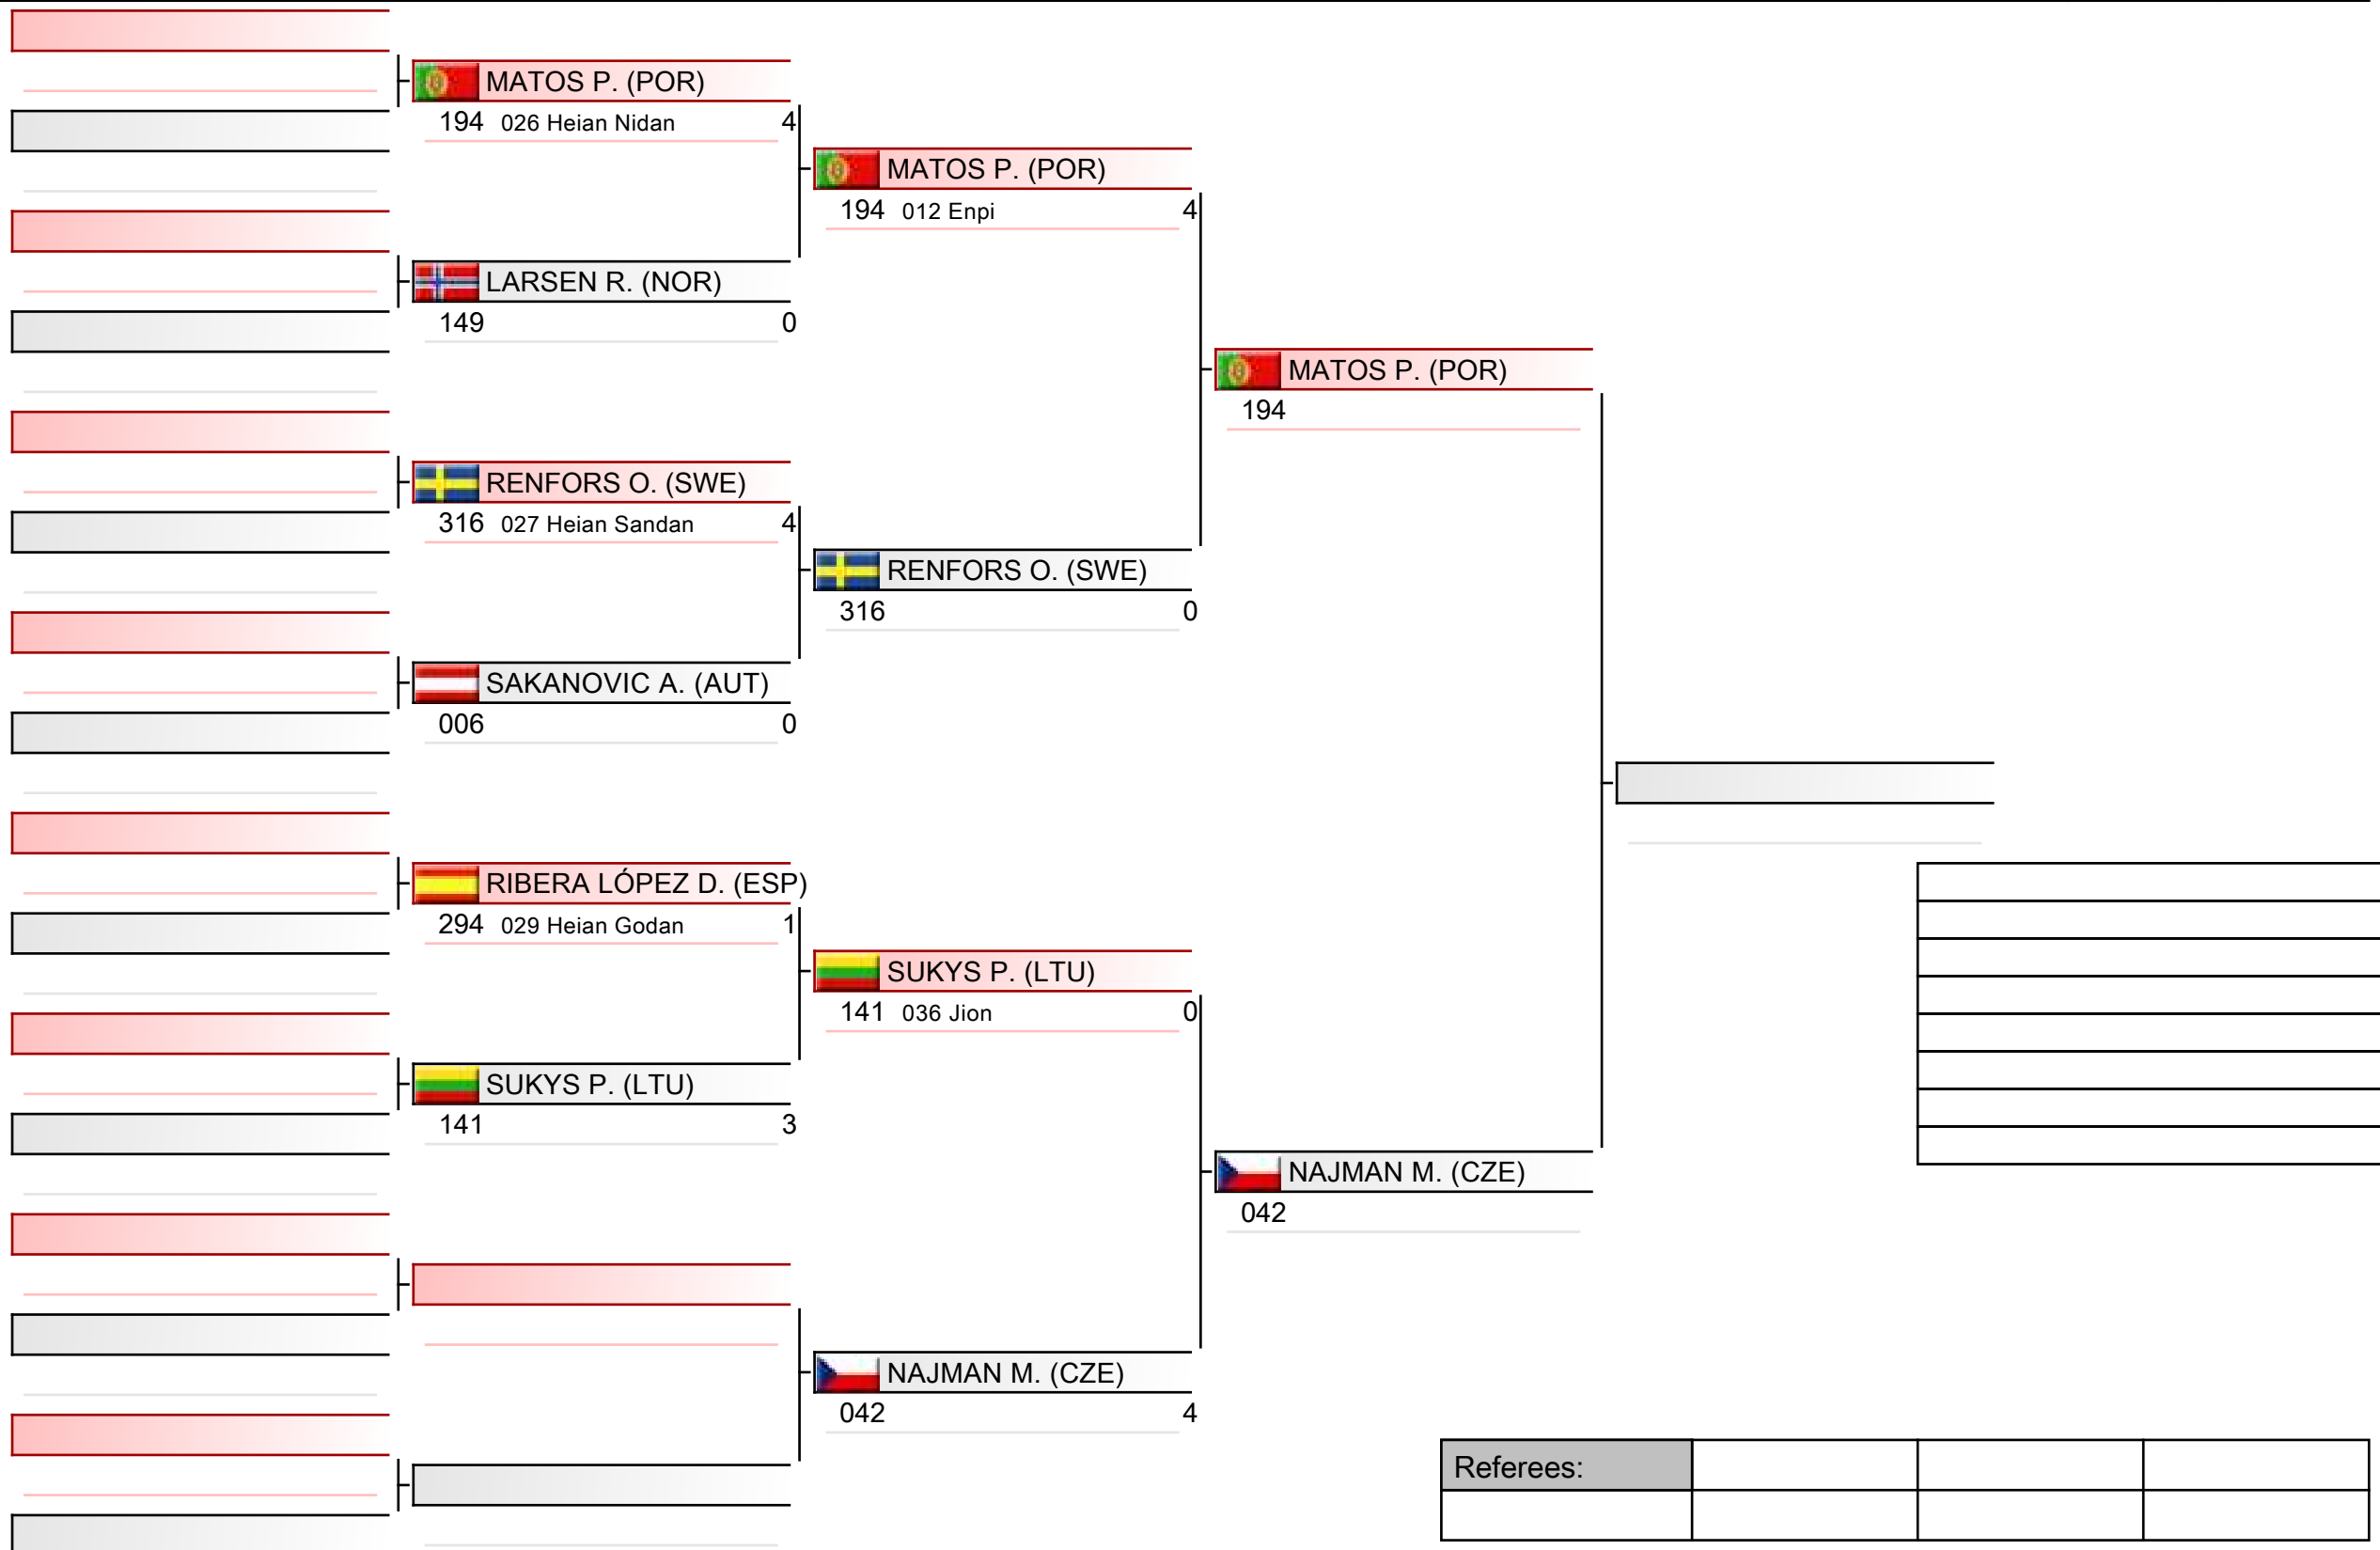 MATOS P. (POR)
194 026 Heian Nidan 4
LARSEN R. (NOR)
149 0
RENFORS O. (SWE)
316 027 Heian Sandan 4
SAKANOVIC A. (AUT)
006 0
RIBERA LÓPEZ D. (ESP)
294 029 Heian Godan 1
SUKYS P. (LTU)
141 3
MATOS P. (POR)
194 012 Enpi 4
RENFORS O. (SWE)
316 0
SUKYS P. (LTU)
141 036 Jion 0
NAJMAN M. (CZE)
042 4
MATOS P. (POR)
194
NAJMAN M. (CZE)
042
Referees: